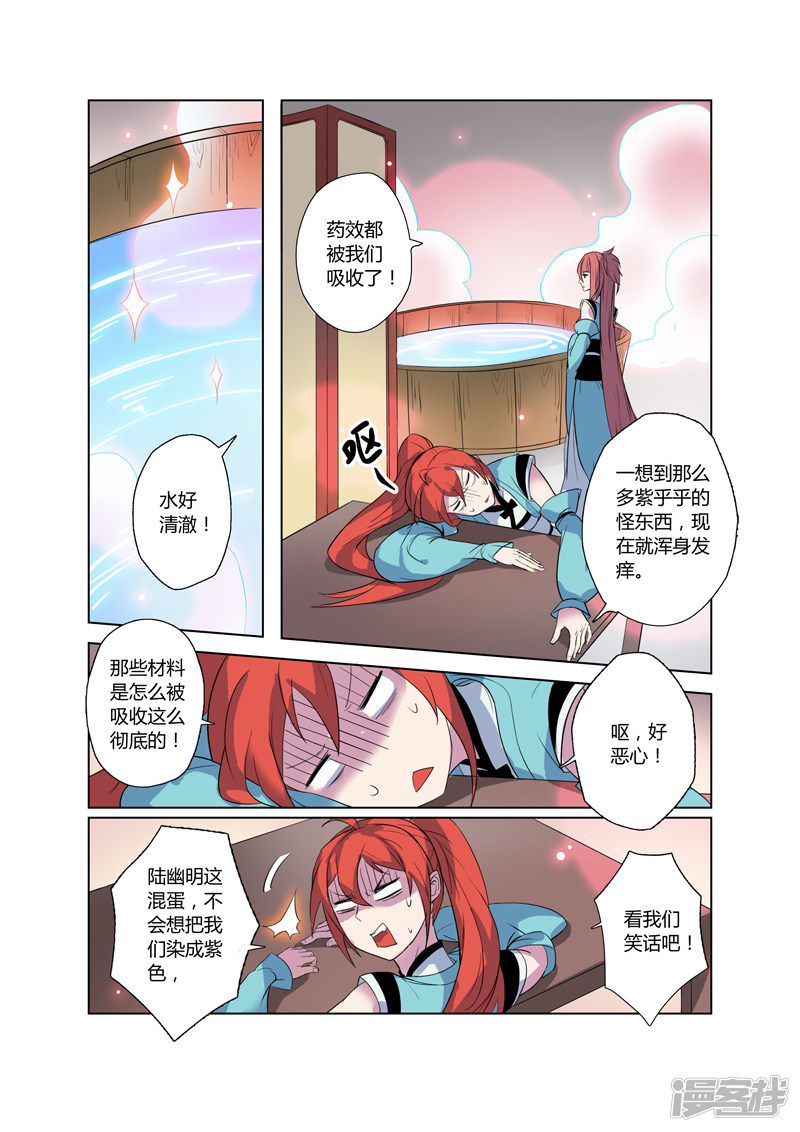 水好
清澈！
药效都
被我们
吸收了！
呕
一想到那么
多紫乎乎的
怪东西，现
在就浑身发
痒。
那些材料
是怎么被
吸收这么
彻底的！
呕，好
恶心！
陆幽明这
混蛋，不
会想把我
们染成紫
色，
看我们
笑话吧！
漫客栈